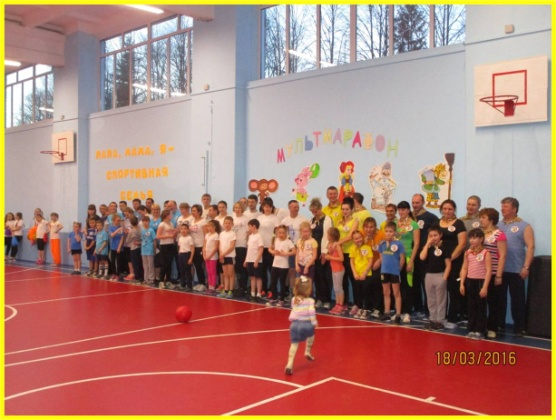 МАМА, ПАПА, Я -
СПОРТИВНАЯ
СЕМЬЯ
МУЛЬТМАРАФОН
18/03/2016